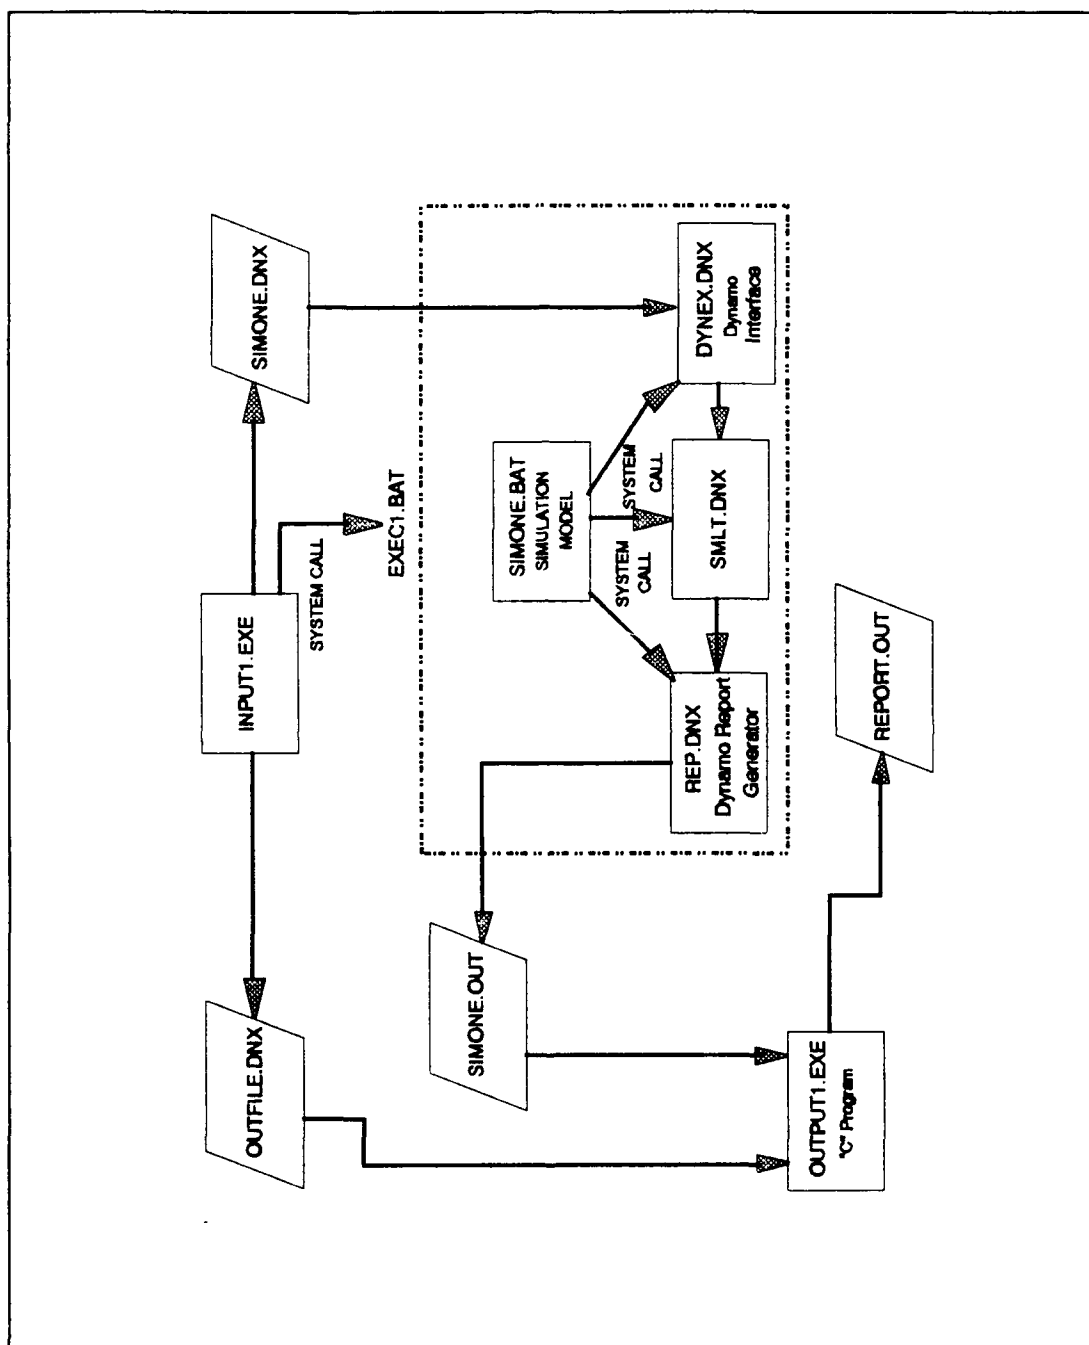 OUTFILE.DNX
INPUT1.EXE
SIMONE.DNX
SYSTEM CALL
EXEC1.BAT
SIMONE.OUT
SIMONE.BAT
SIMULATION
MODEL
SYSTEM
CALL
SYSTEM
CALL
REP.DNX
Dynamo Report
Generator
SMLT.DNX
DYNEX.DNX
Dynamo
Interface
OUTPUT1.EXE
"C" Program
REPORT.OUT